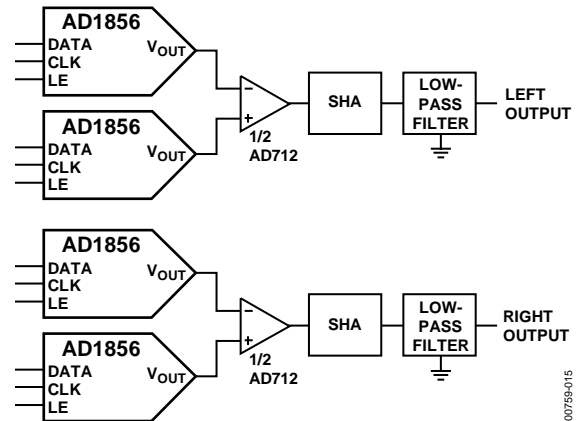 AD1856
DATA
CLK
LE
VOUT
AD1856
DATA
CLK
LE
VOUT
−
+
1/2
AD712
SHA
LOW-
PASS
FILTER
LEFT
OUTPUT
AD1856
DATA
CLK
LE
VOUT
AD1856
DATA
CLK
LE
VOUT
−
+
1/2
AD712
SHA
LOW-
PASS
FILTER
RIGHT
OUTPUT
00759-015